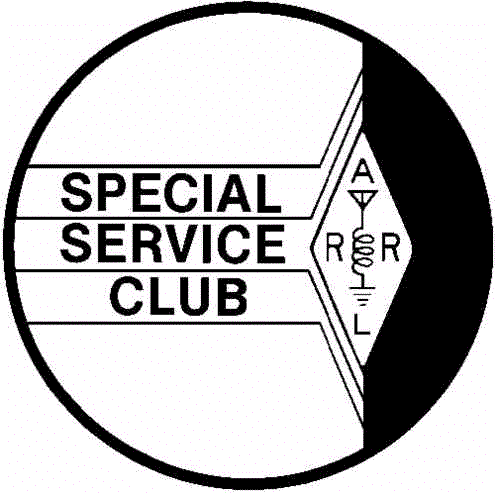 SPECIAL
SERVICE
CLUB
A
R R
L